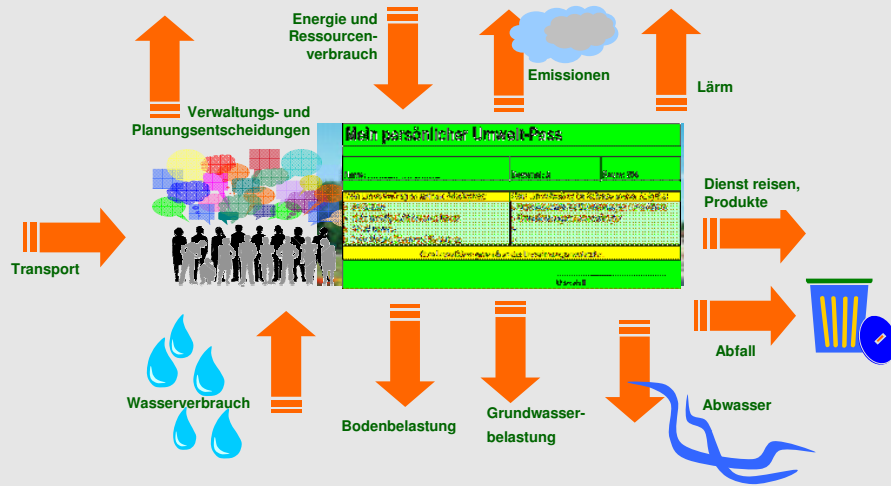 Energie und
Ressourcen-
verbrauch
Emissionen
Lärm
Verwaltungs- und
Planungsentscheidungen
Mein persönlicher Umwelt-Pass
Dienst reisen,
Produkte
Transport
Abfall
Wasserverbrauch
Bodenbelastung
Grundwasser-
belastung
Abwasser